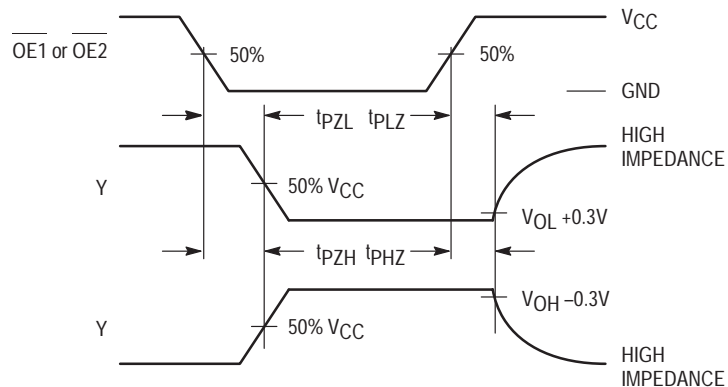 VCC
OE1 or OE2
50%
50%
GND
tPZL tPLZ
HIGH
IMPEDANCE
Y
50% VCC
VOL +0.3V
tPZH tPHZ
VOH –0.3V
Y
50% VCC
HIGH
IMPEDANCE